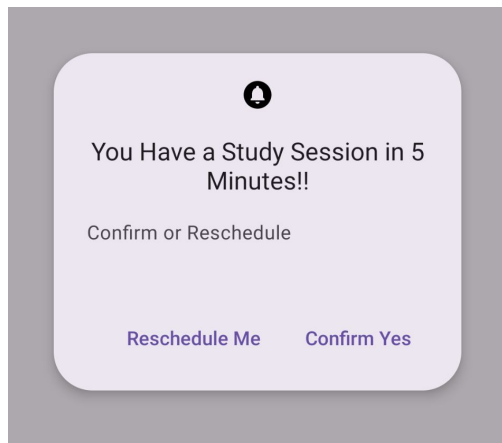 You Have a Study Session in 5
Minutes!!
Confirm or Reschedule
Reschedule Me Confirm Yes